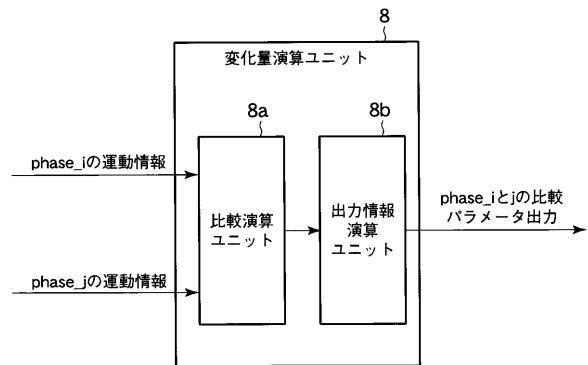 8
変化量演算ユニット
8a
8b
phase_iの運動情報
比較演算
ユニット
出力情報
演算
ユニット
phase_iとjの比較
パラメータ出力
phase_jの運動情報